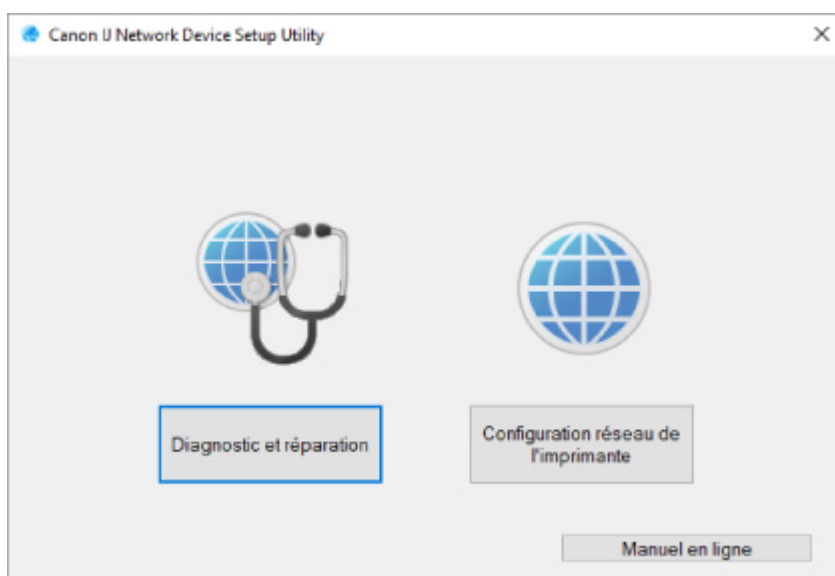 Canon IJ Network Device Setup Utility
Diagnostic et réparation
Configuration réseau de
l'imprimante
Manuel en ligne